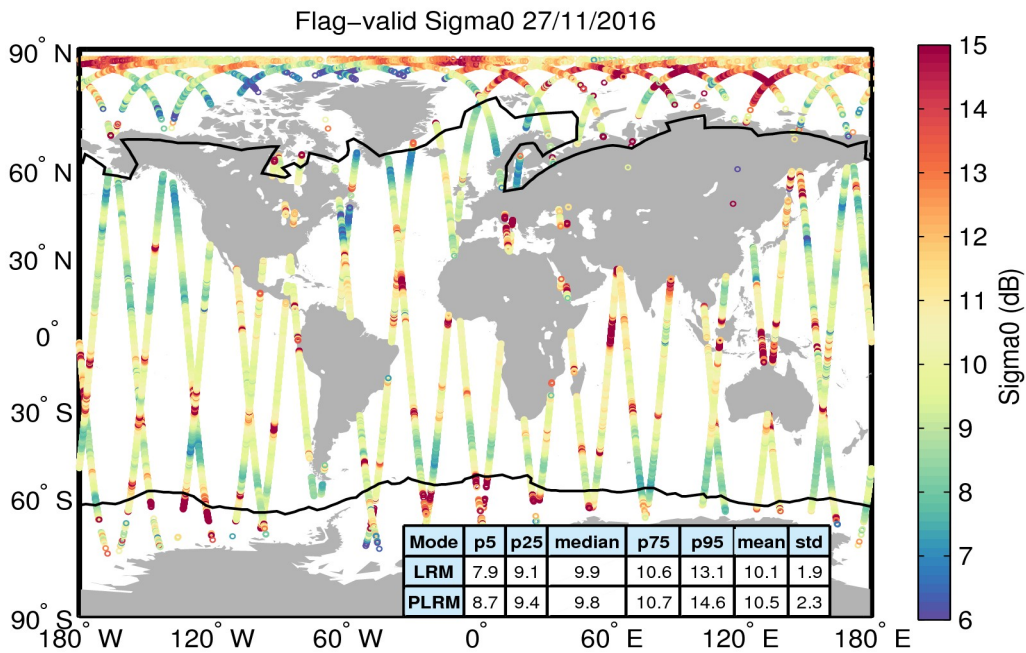 Flag−valid Sigma0 27/11/2016
90° N
60° N
30° N
0°
30° S
60° S
90° S
180° W
120° W
60° W
0°
60° E
120° E
180° E
Mode p5 p25 median p75 p95 mean std
LRM 7.9 9.1 9.9 10.6 13.1 10.1 1.9
PLRM 8.7 9.4 9.8 10.7 14.6 10.5 2.3
15
14
13
12
11
10
9
8
7
6
Sigma0 (dB)